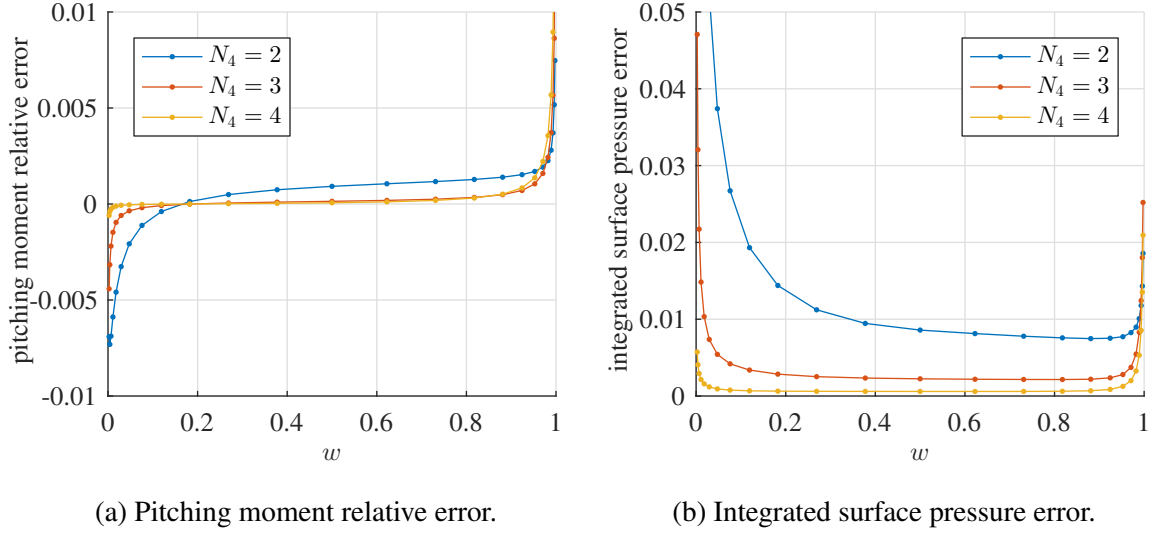 pitching moment relative error
0.01
0.005
0
-0.005
-0.01
N₄ = 2
N₄ = 3
N₄ = 4
0 0.2 0.4 0.6 0.8 1
w
(a) Pitching moment relative error.
integrated surface pressure error
0.05
0.04
0.03
0.02
0.01
0
N₄ = 2
N₄ = 3
N₄ = 4
0 0.2 0.4 0.6 0.8 1
w
(b) Integrated surface pressure error.